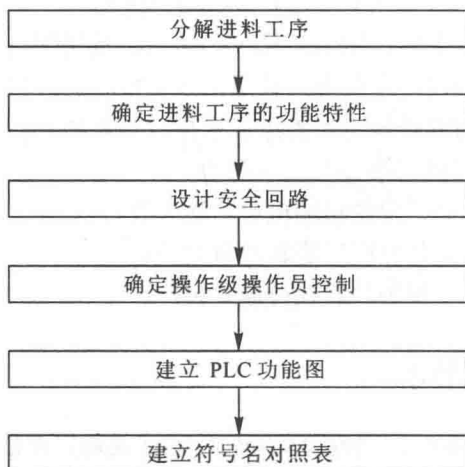 分解进料工序
确定进料工序的功能特性
设计安全回路
确定操作级操作员控制
建立 PLC 功能图
建立符号名对照表